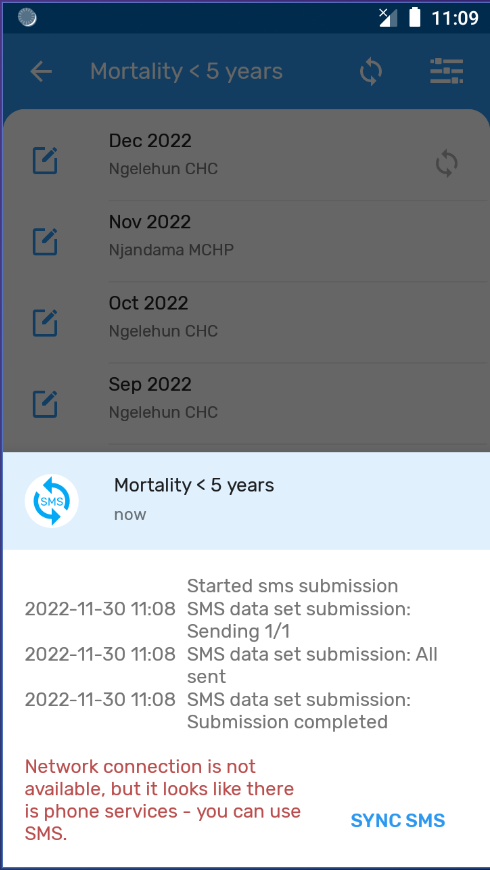 11:09
Mortality < 5 years
Dec 2022
Ngelehun CHC
Nov 2022
Njandama MCHP
Oct 2022
Ngelehun CHC
Sep 2022
Ngelehun CHC
SMS
Mortality < 5 years
now
Started sms submission
2022-11-30 11:08 SMS data set submission:
Sending 1/1
2022-11-30 11:08 SMS data set submission: All
sent
2022-11-30 11:08 SMS data set submission:
Submission completed
Network connection is not
available, but it looks like there
is phone services - you can use
SMS.
SYNC SMS